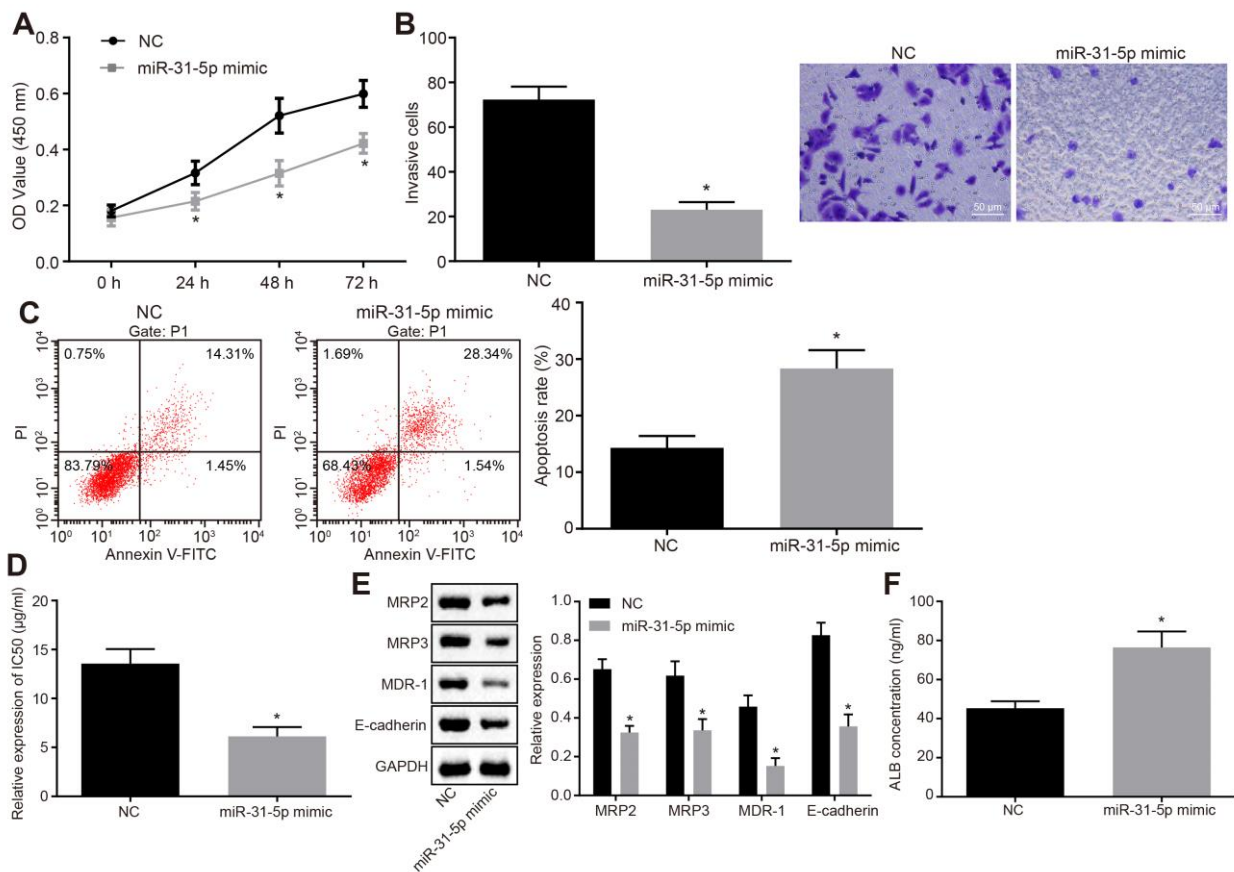 A
0.8
0.6
0.4
0.2
0.0
OD Value (450 nm)
NC
miR-31-5p mimic
*
*
*
0 h 24 h 48 h 72 h
B
100
80
60
40
20
0
Invasive cells
*
NC miR-31-5p mimic
NC
50 μm
miR-31-5p mimic
50 μm
C
NC
Gate: P1
10⁴
10³
10²
10¹
10⁰
PI
0.75% 14.31%
83.79% 1.45%
10⁰ 10¹ 10² 10³ 10⁴
Annexin V-FITC
miR-31-5p mimic
Gate: P1
10⁴
10³
10²
10¹
10⁰
PI
1.69% 28.34%
68.43% 1.54%
10⁰ 10¹ 10² 10³ 10⁴
Annexin V-FITC
40
30
20
10
0
Apoptosis rate (%)
*
NC miR-31-5p mimic
D
20
15
10
5
0
Relative expression of IC50 (μg/ml)
*
NC miR-31-5p mimic
E
MRP2
MRP3
MDR-1
E-cadherin
GAPDH
NC
miR-31-5p mimic
1.0
0.8
0.6
0.4
0.2
0.0
Relative expression
NC
miR-31-5p mimic
*
*
*
*
MRP2 MRP3 MDR-1 E-cadherin
F
100
80
60
40
20
0
ALB concentration (ng/ml)
*
NC miR-31-5p mimic